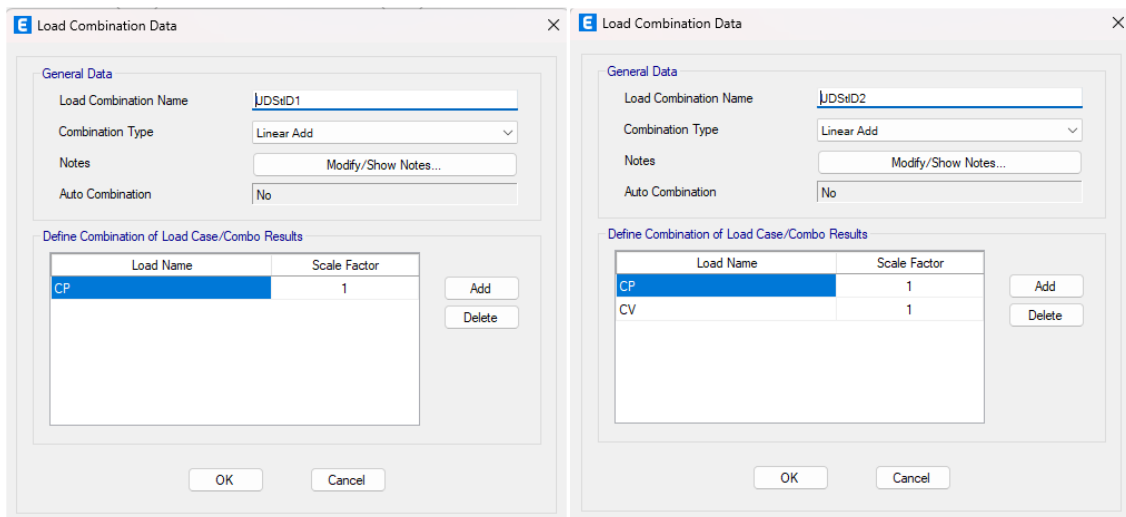 E Load Combination Data
General Data
Load Combination Name UDStlD1
Combination Type Linear Add
Notes Modify/Show Notes...
Auto Combination No
Define Combination of Load Case/Combo Results
Load Name Scale Factor
CP 1
Add
Delete
OK Cancel
E Load Combination Data
General Data
Load Combination Name UDStlD2
Combination Type Linear Add
Notes Modify/Show Notes...
Auto Combination No
Define Combination of Load Case/Combo Results
Load Name Scale Factor
CP 1
CV 1
Add
Delete
OK Cancel